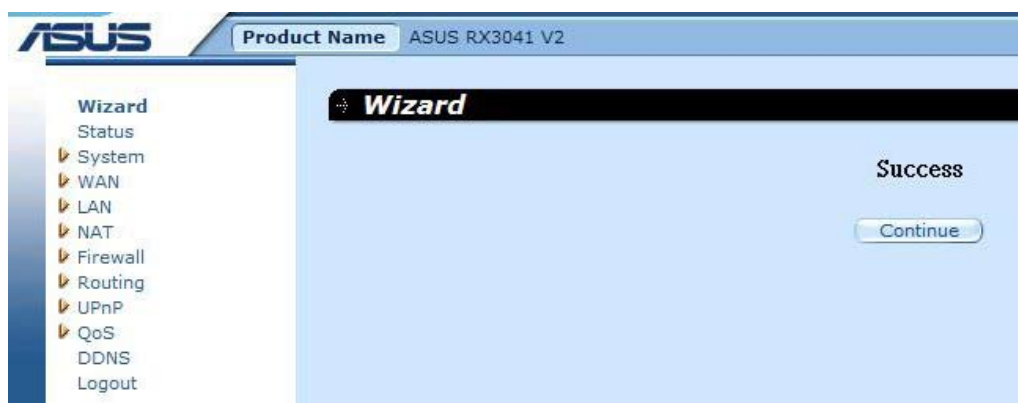 ASUS
Product Name ASUS RX3041 V2
Wizard
Status
System
WAN
LAN
NAT
Firewall
Routing
UPnP
QoS
DDNS
Logout
Wizard
Success
Continue